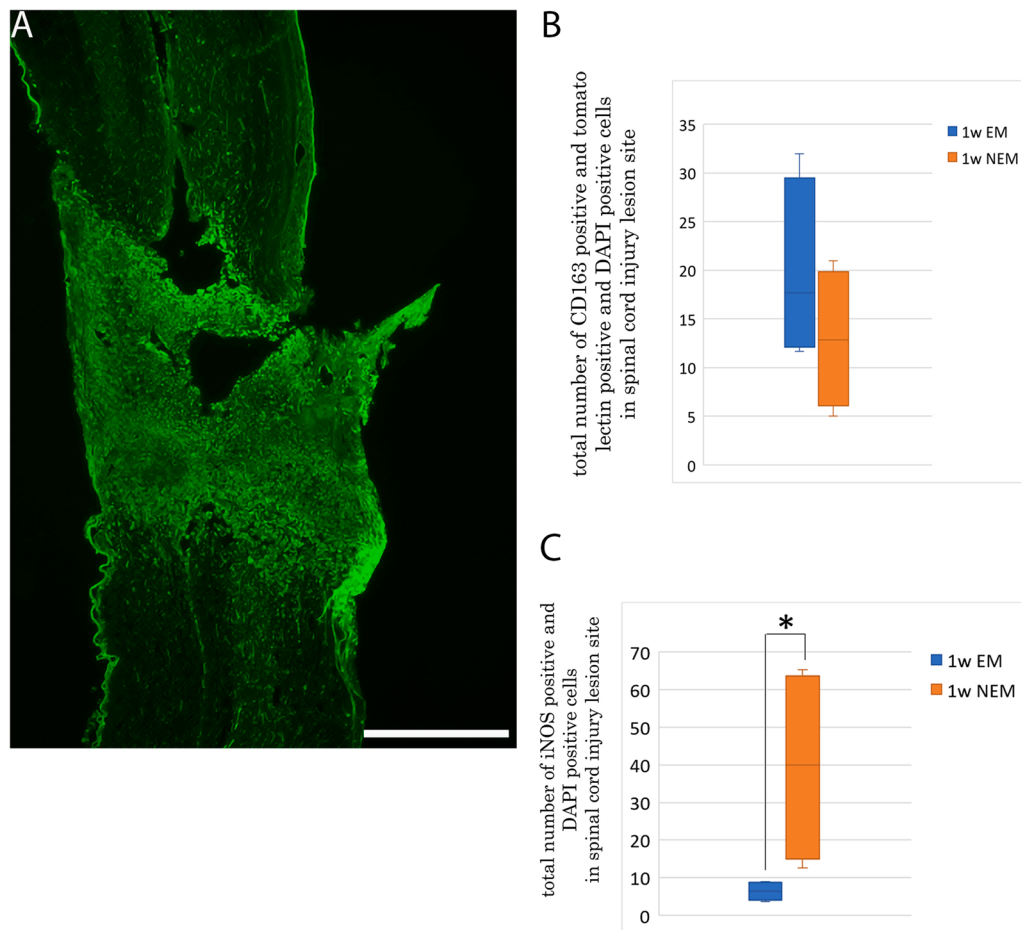 A
B
total number of CD163 positive and tomato
lectin positive and DAPI positive cells
in spinal cord injury lesion site
35
30
25
20
15
10
5
0
1w EM
1w NEM
C
total number of iNOS positive and
DAPI positive cells
in spinal cord injury lesion site
*
70
60
50
40
30
20
10
0
1w EM
1w NEM